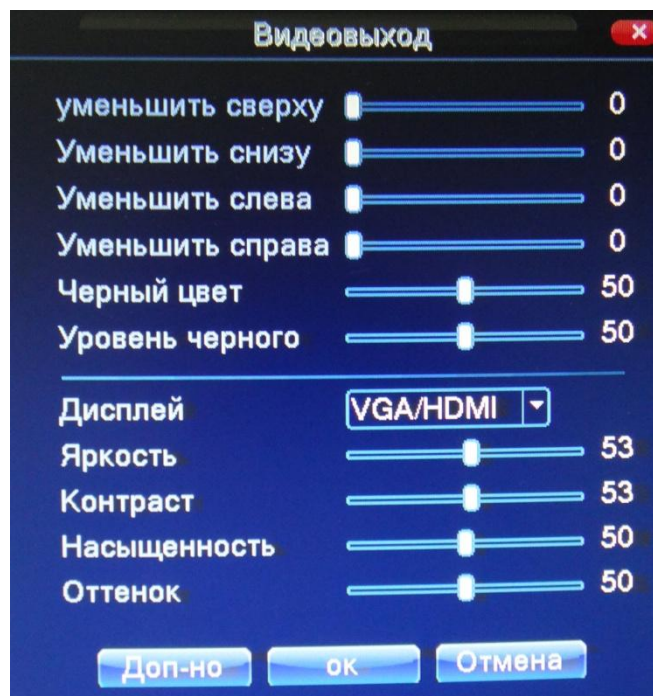 Видеовыход
уменьшить сверху 0
Уменьшить снизу 0
Уменьшить слева 0
Уменьшить справа 0
Черный цвет 50
Уровень черного 50
Дисплей VGA/HDMI
Яркость 53
Контраст 53
Насыщенность 50
Оттенок 50
Доп-но ок Отмена